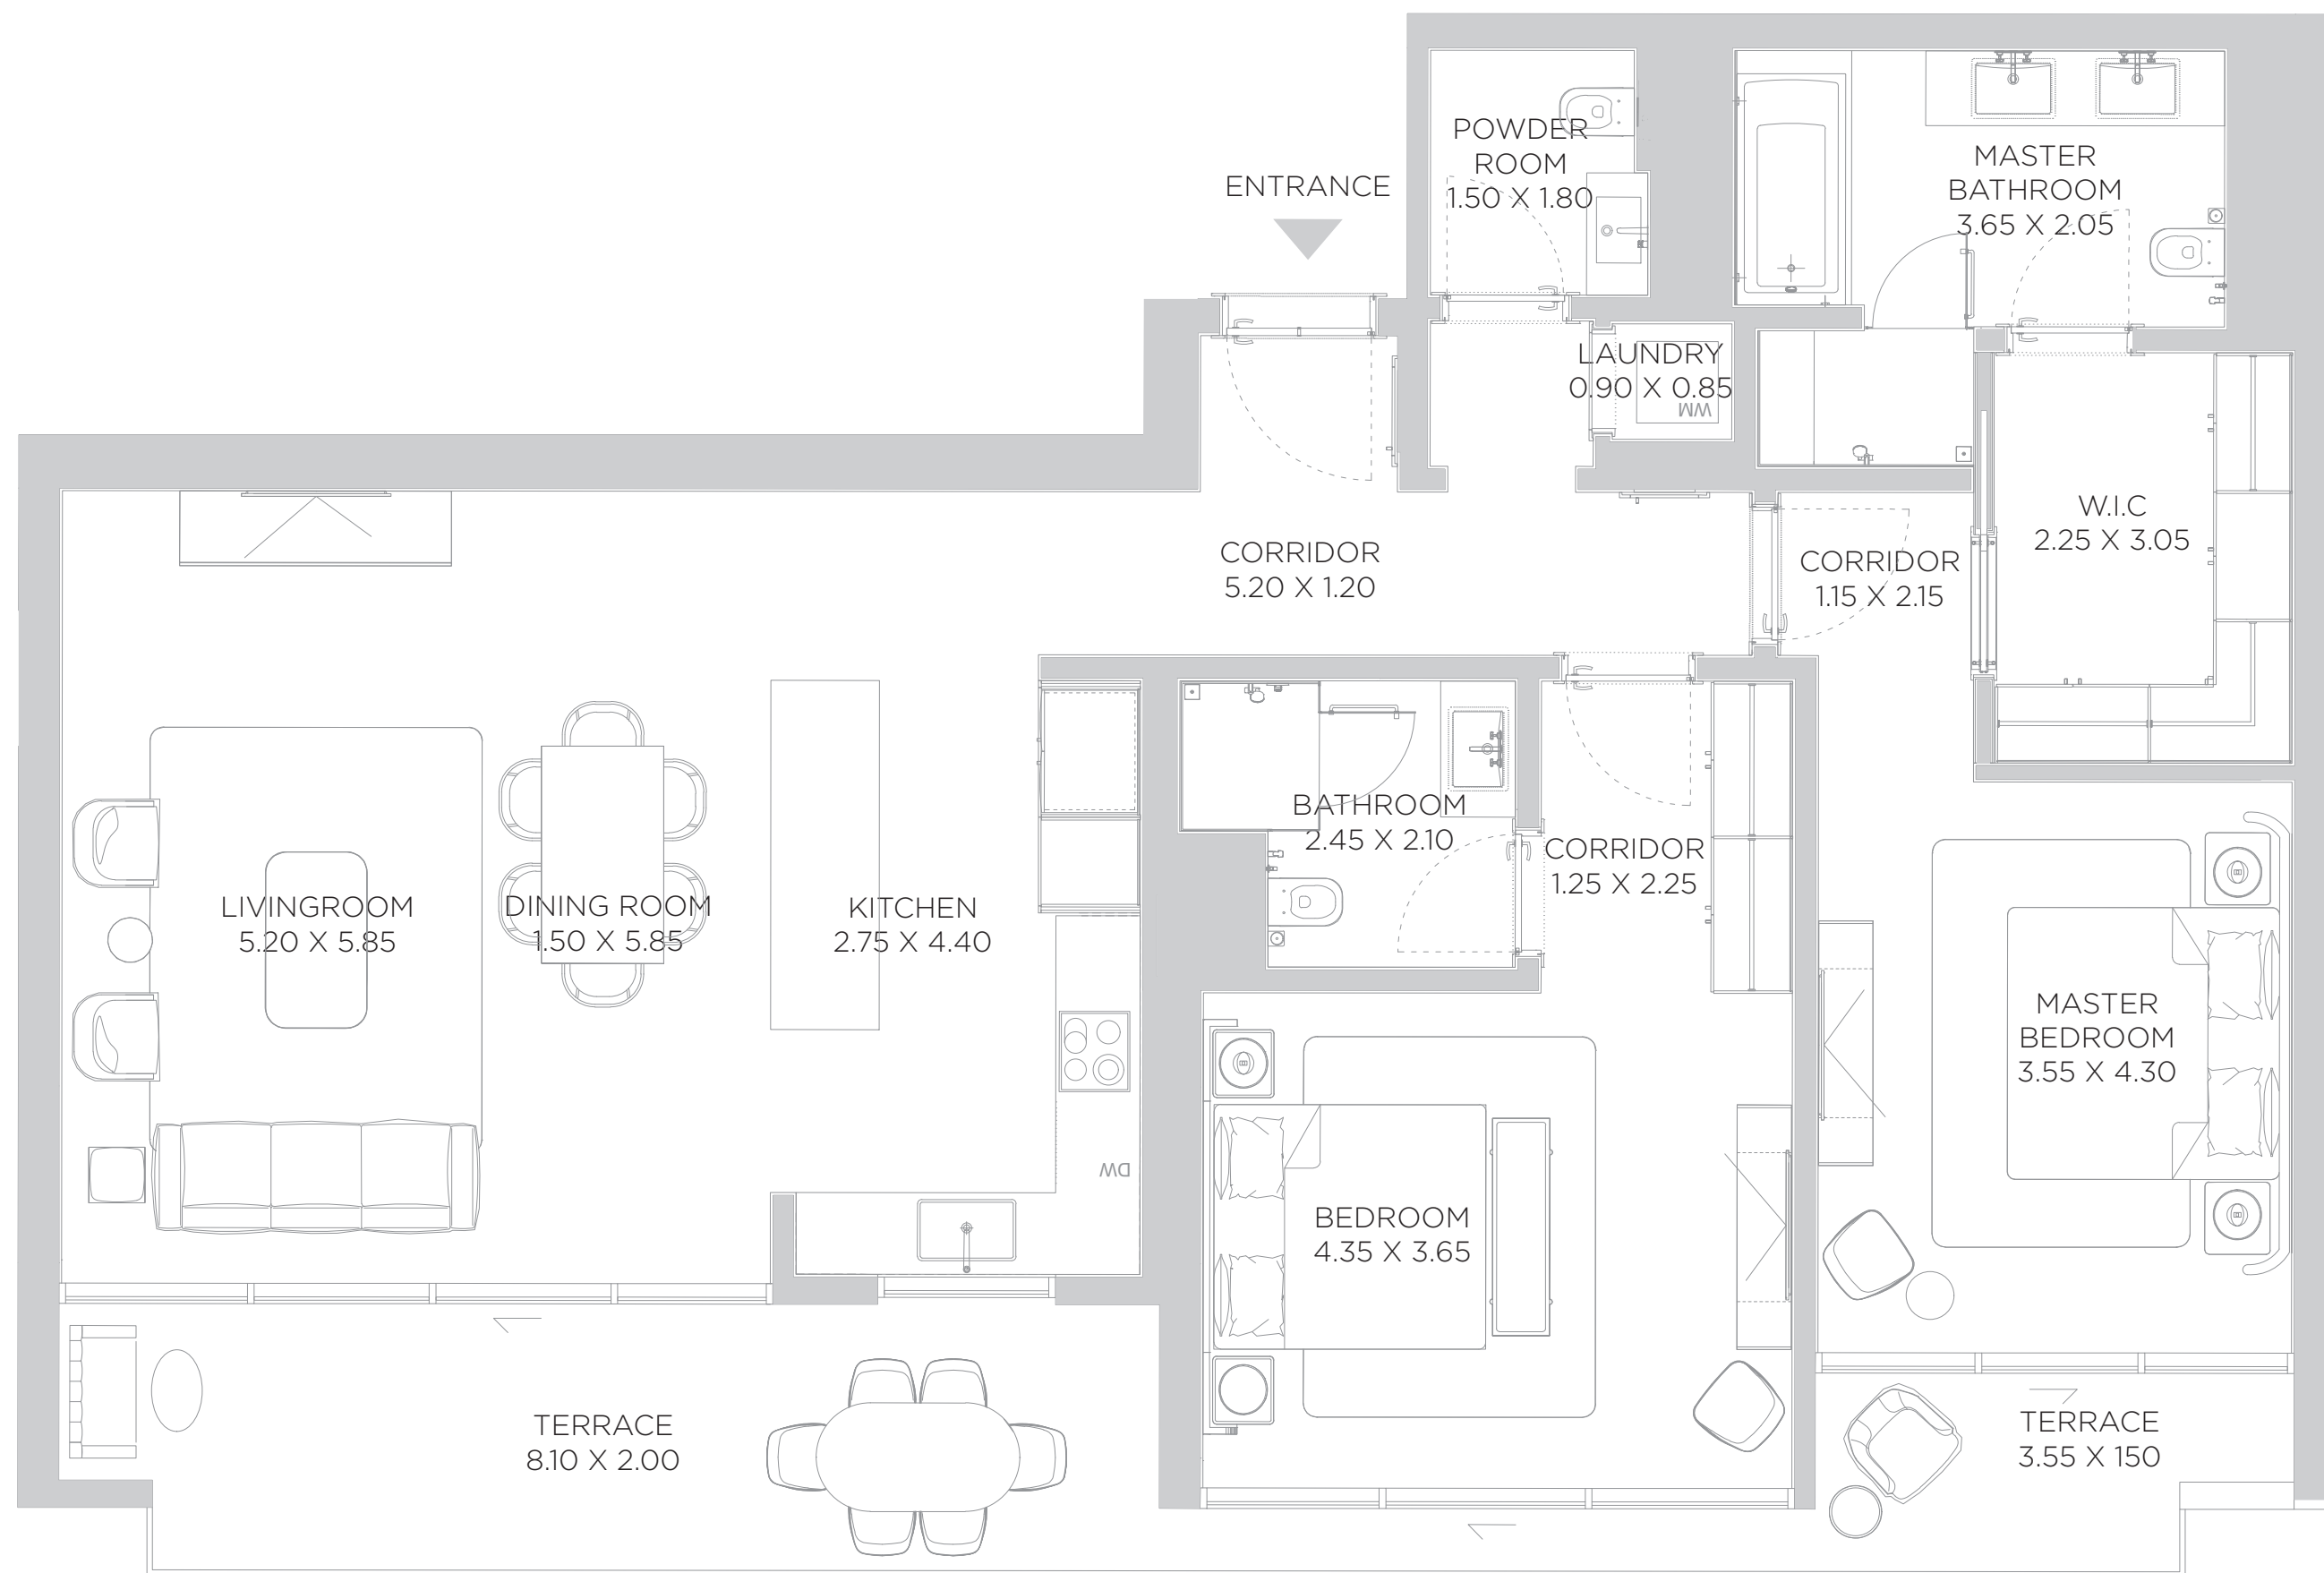 POWDER
ROOM
1.50 X 1.80
MASTER
BATHROOM
3.65 X 2.05
ENTRANCE
LAUNDRY
0.90 X 0.85
WM
W.I.C
2.25 X 3.05
CORRIDOR
5.20 X 1.20
CORRIDOR
1.15 X 2.15
BATHROOM
2.45 X 2.10
CORRIDOR
1.25 X 2.25
LIVINGROOM
5.20 X 5.85
DINING ROOM
1.50 X 5.85
KITCHEN
2.75 X 4.40
MASTER
BEDROOM
3.55 X 4.30
DW
BEDROOM
4.35 X 3.65
TERRACE
8.10 X 2.00
TERRACE
3.55 X 150